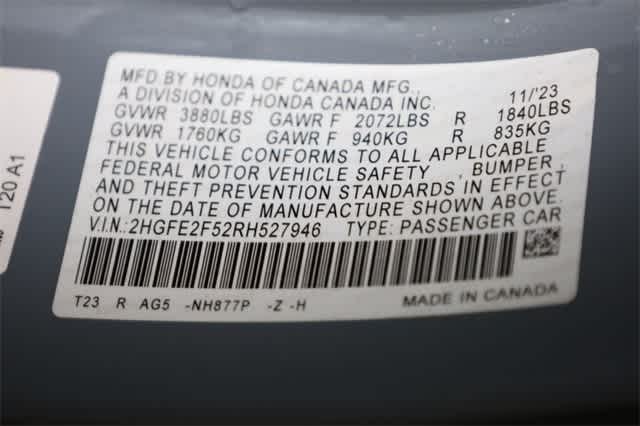 MFD.BY HONDA OF CANADA MFG.,
A DIVISION OF HONDA CANADA INC. 11/'23
GVWR 3880LBS GAWR F 2072LBS R 1840LBS
GVWR 1760KG GAWR F 940KG R 835KG
THIS VEHICLE CONFORMS TO ALL APPLICABLE
FEDERAL MOTOR VEHICLE SAFETY , BUMPER ,
AND THEFT PREVENTION STANDARDS IN EFFECT
ON THE DATE OF MANUFACTURE SHOWN ABOVE.
V.I.N.: 2HGFE2F52RH527946 TYPE: PASSENGER CAR
T23 R AG5 -NH877P -Z -H MADE IN CANADA
T20 A1